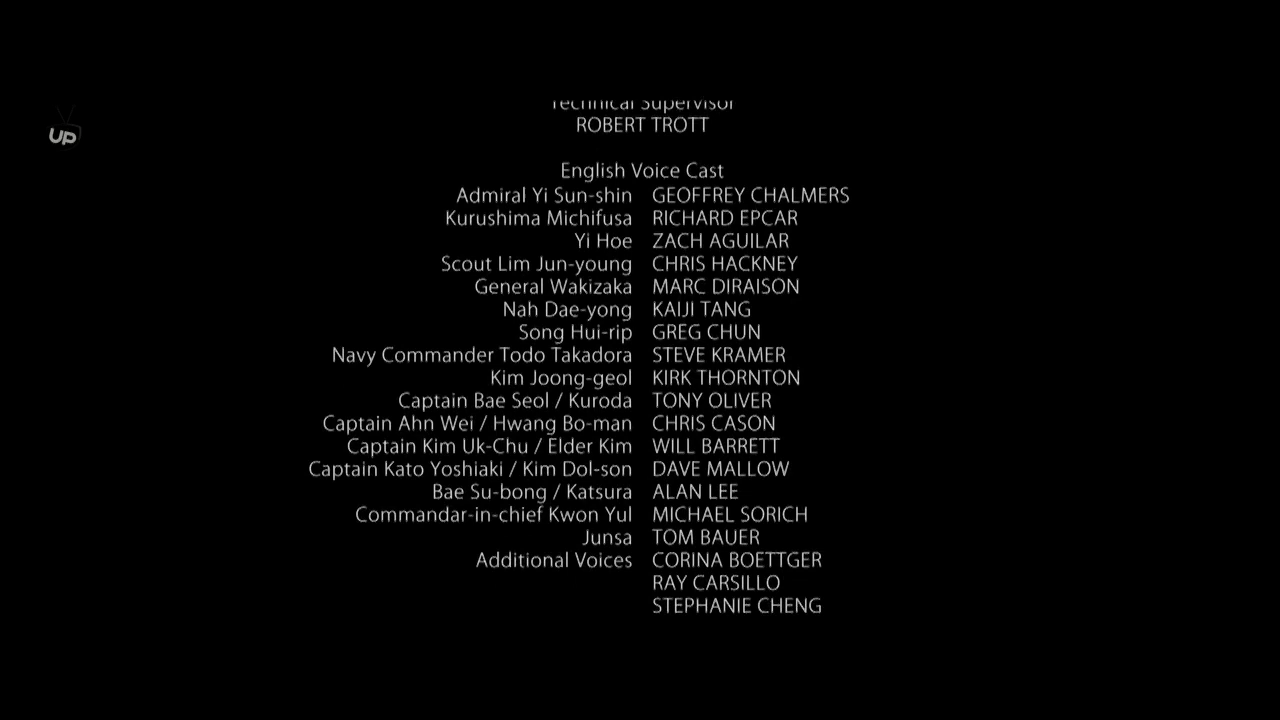 UP
Technical Supervisor
ROBERT TROTT
English Voice Cast
Admiral Yi Sun-shin GEOFFREY CHALMERS
Kurushima Michifusa RICHARD EPCAR
Yi Hoe ZACH AGUILAR
Scout Lim Jun-young CHRIS HACKNEY
General Wakizaka MARC DIRAISON
Nah Dae-yong KAIJI TANG
Song Hui-rip GREG CHUN
Navy Commander Todo Takadora STEVE KRAMER
Kim Joong-geol KIRK THORNTON
Captain Bae Seol / Kuroda TONY OLIVER
Captain Ahn Wei / Hwang Bo-man CHRIS CASON
Captain Kim Uk-Chu / Elder Kim WILL BARRETT
Captain Kato Yoshiaki / Kim Dol-son DAVE MALLOW
Bae Su-bong / Katsura ALAN LEE
Commandar-in-chief Kwon Yul MICHAEL SORICH
Junsa TOM BAUER
Additional Voices CORINA BOETTGER
RAY CARSILLO
STEPHANIE CHENG